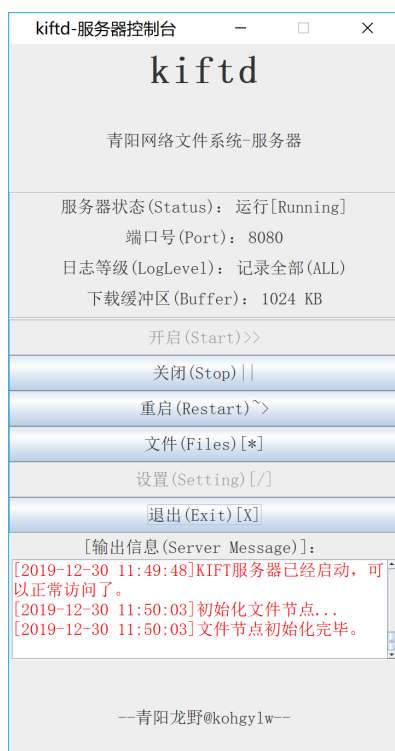 kiftd-服务器控制台
kiftd
青阳网络文件系统-服务器
服务器状态(Status): 运行[Running]
端口号(Port): 8080
日志等级(LogLevel): 记录全部(ALL)
下载缓冲区(Buffer): 1024 KB
开启(Start)>>
关闭(Stop)||
重启(Restart)~>
文件(Files)[*]
设置(Setting)[/]
退出(Exit)[X]
[输出信息(Server Message)]:
[2019-12-30 11:49:48]KIFT服务器已经启动，可
以正常访问了。
[2019-12-30 11:50:03]初始化文件节点...
[2019-12-30 11:50:03]文件节点初始化完毕。
--青阳龙野@kohgylw--